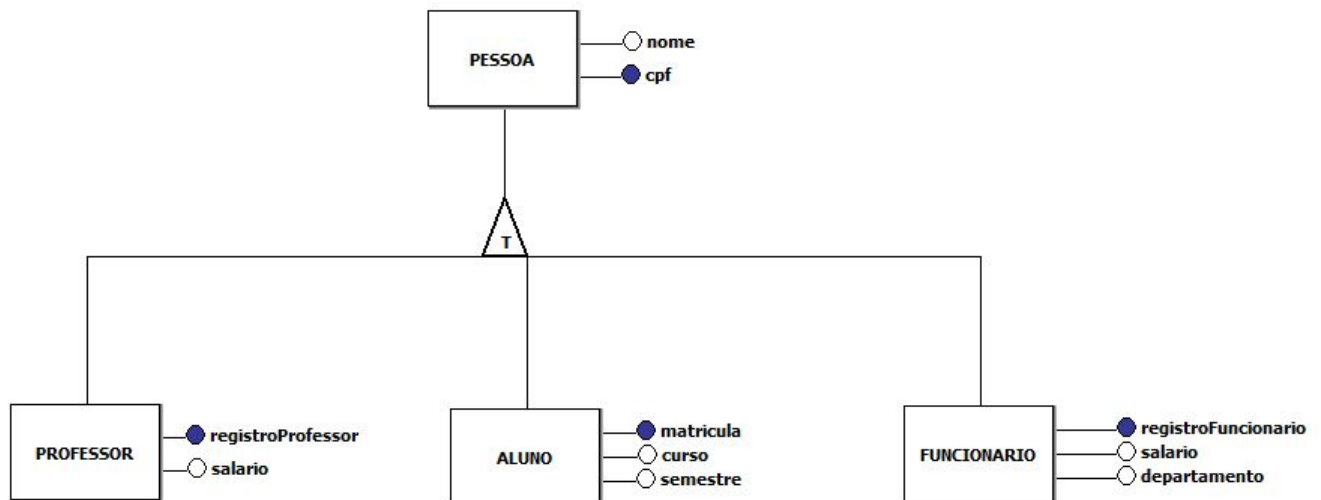 PESSOA
nome
cpf
T
PROFESSOR
registroProfessor
salario
ALUNO
matricula
curso
semestre
FUNCIONARIO
registroFuncionario
salario
departamento